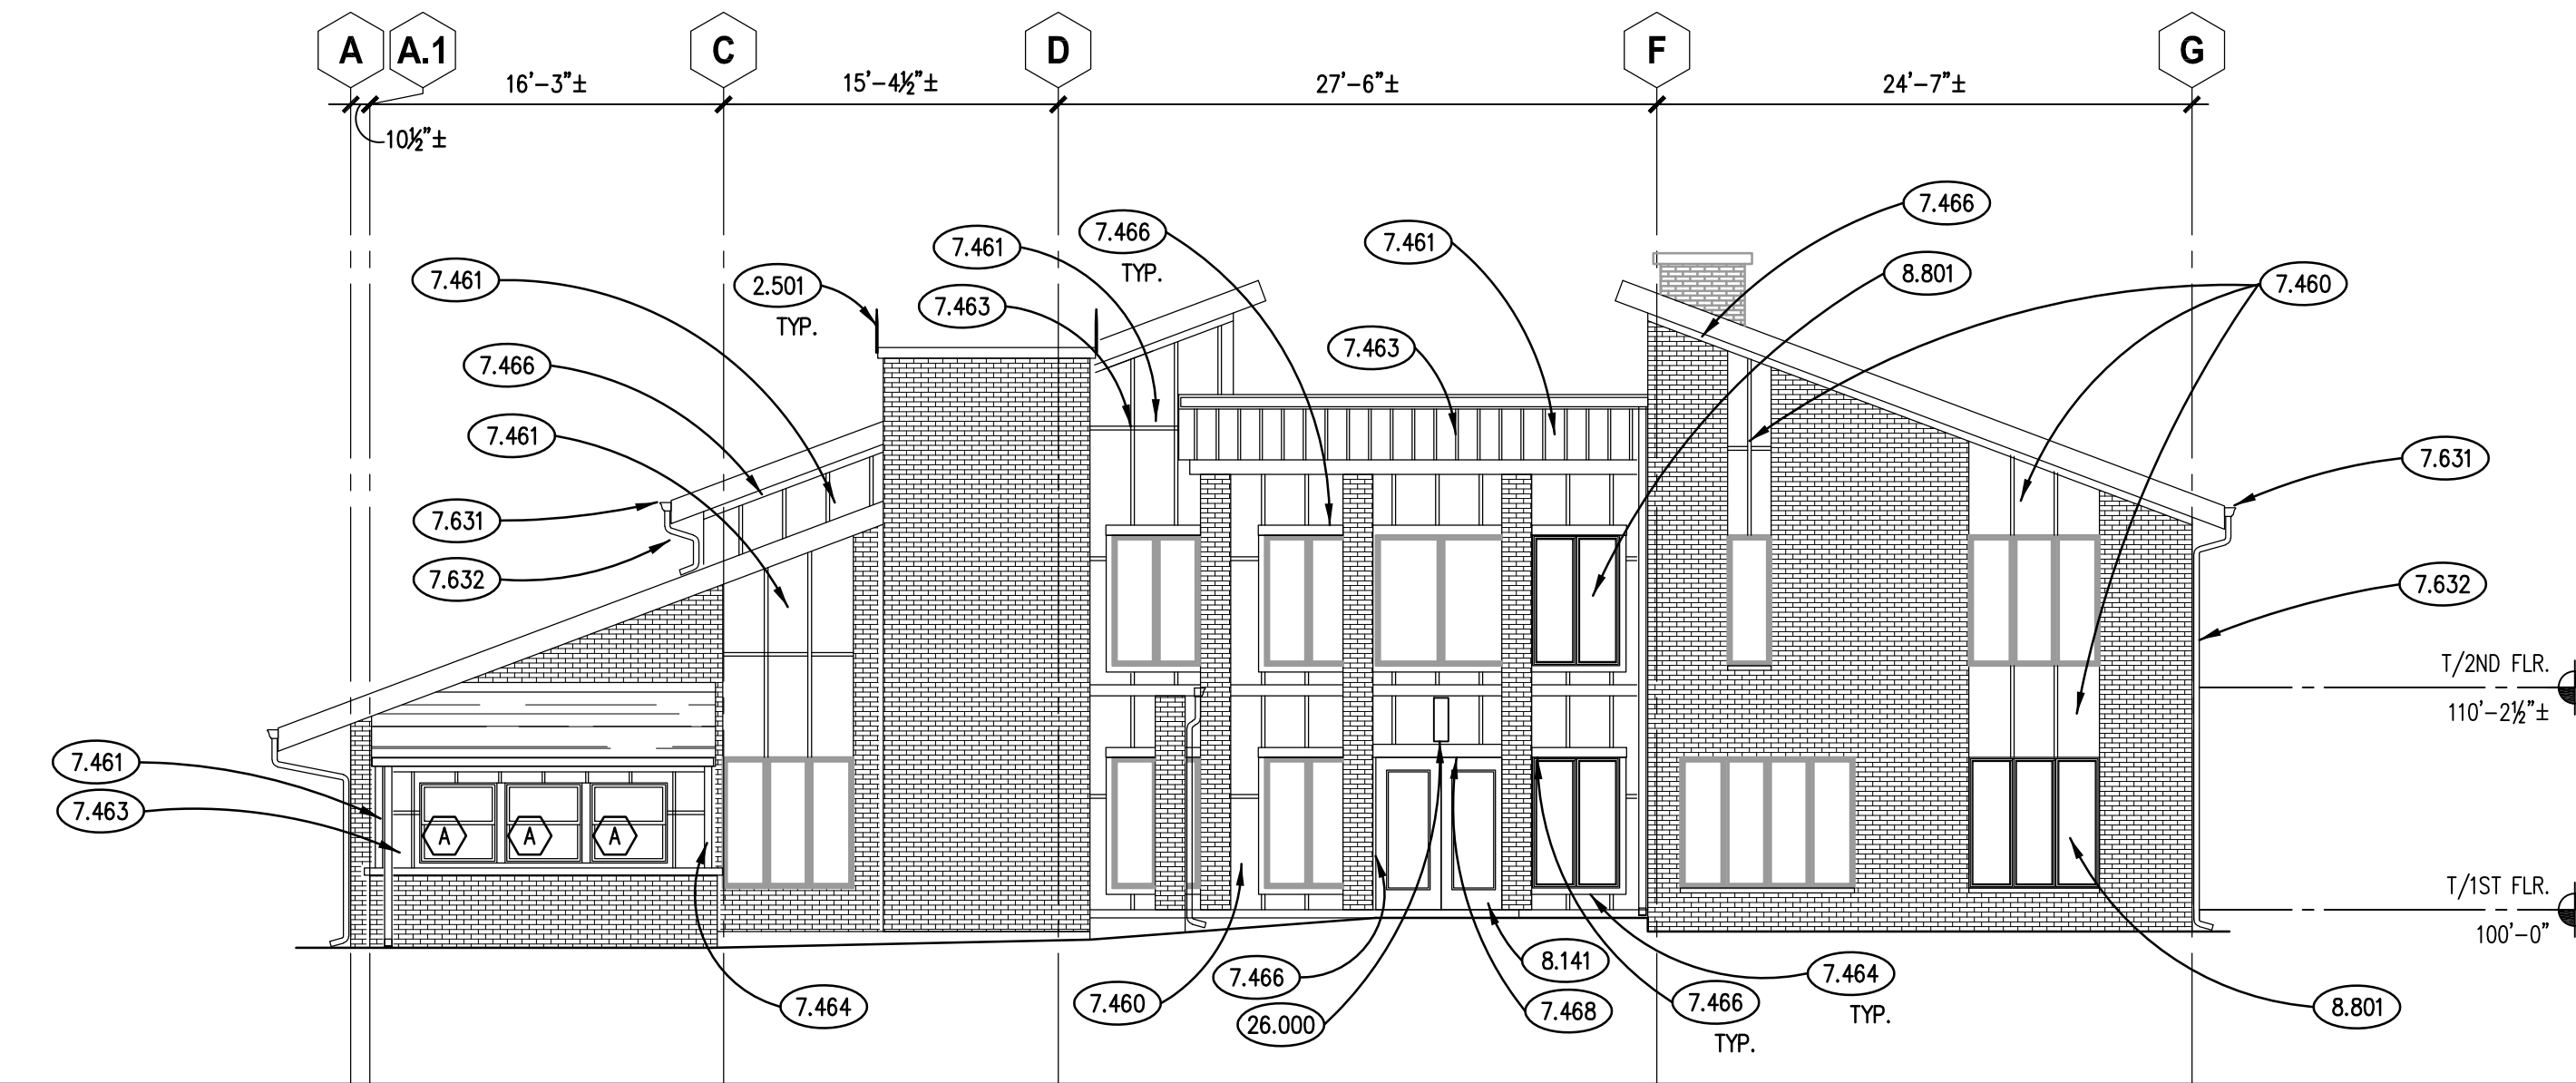 A
A.1
C
D
F
G
16'-3"±
15'-4½"±
27'-6"±
24'-7"±
10½"±
7.466
7.466
TYP.
7.461
7.461
7.461
8.801
7.460
2.501
TYP.
7.463
7.463
7.466
7.461
7.631
7.631
7.632
7.632
T/2ND FLR.
110'-2½"±
7.461
7.463
A
A
A
T/1ST FLR.
100'-0"
8.141
7.466
7.464
TYP.
7.460
7.466
TYP.
7.464
7.468
26.000
8.801